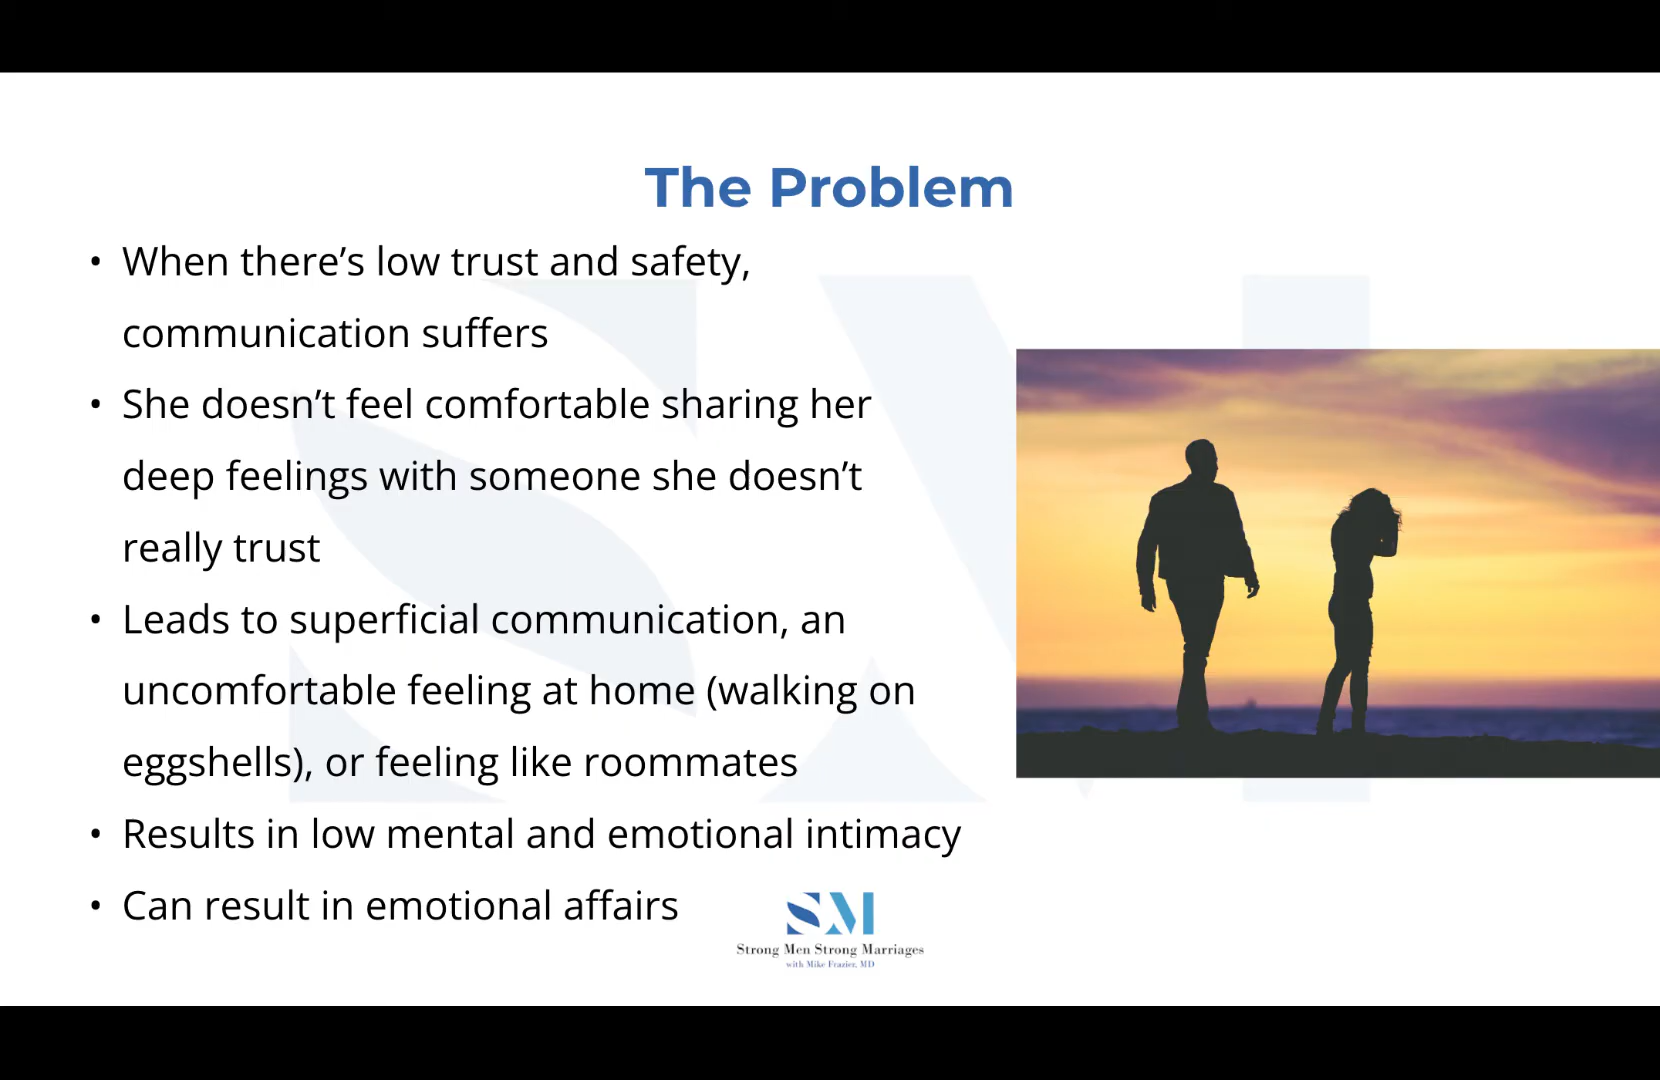 The Problem
• When there’s low trust and safety,
communication suffers
• She doesn’t feel comfortable sharing her
deep feelings with someone she doesn’t
really trust
• Leads to superficial communication, an
uncomfortable feeling at home (walking on
eggshells), or feeling like roommates
• Results in low mental and emotional intimacy
• Can result in emotional affairs
SM
Strong Men Strong Marriages
with Mike Frazier, MD